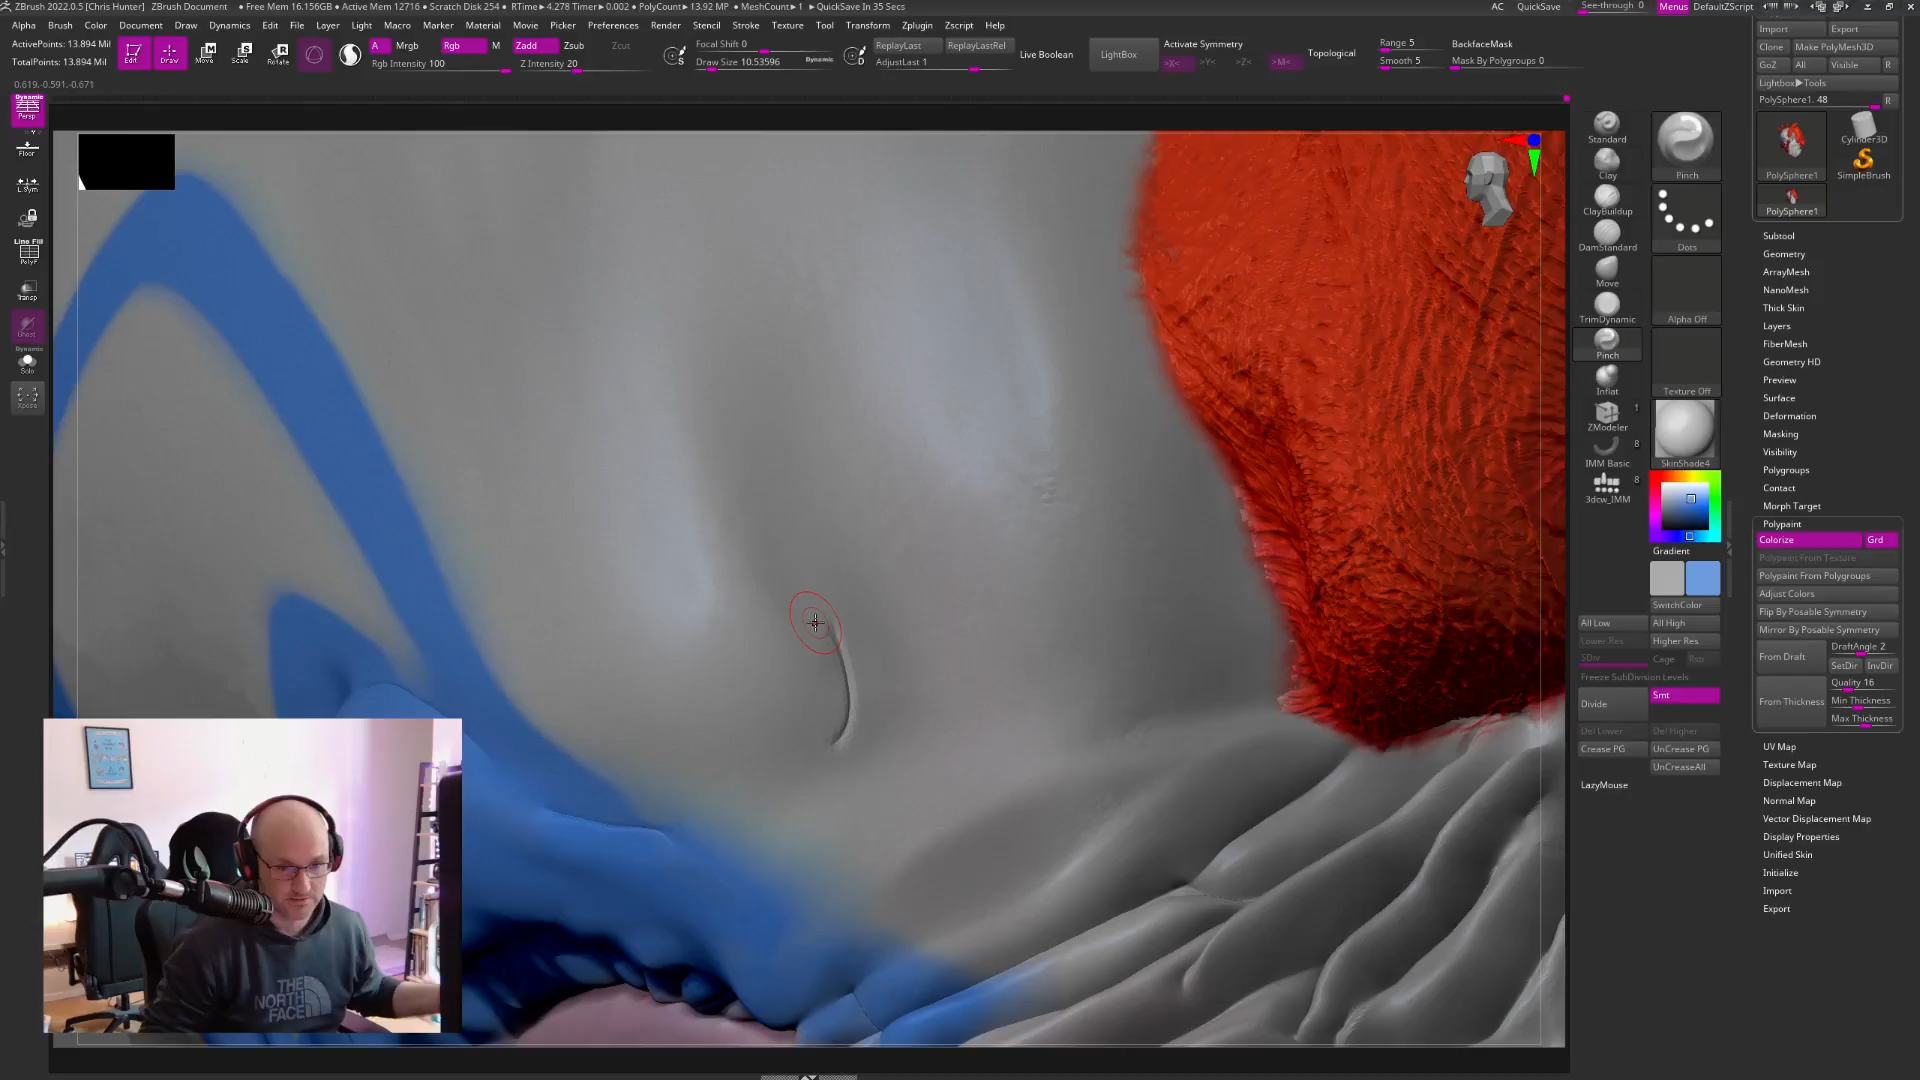 ZBrush 2022.0.5 [Chris Hunter]
ZBrush Document
• Free Mem 16.156GB • Active Mem 12716 • Scratch Disk 254 • RTime►4.278 Timer►0.002 • PolyCount►13.92 MP • MeshCount►1 • QuickSave In 35 Secs
AC QuickSave See-through 0 Menus DefaultZScript
Alpha Brush Color Document Draw Dynamics Edit File Layer Light Macro Marker Material Movie Picker Preferences Render Stencil Stroke Texture Tool Transform Zplugin Zscript Help
ActivePoints: 13.894 Mil
TotalPoints: 13.894 Mil
Edit Draw Move Scale Rotate
A Mrgb Rgb M Zadd Zsub Zcut
Rgb Intensity 100 Z Intensity 20
S Focal Shift 0
Draw Size 10.53596 Dynamic
D ReplayLast ReplayLastRel
AdjustLast 1
Live Boolean
LightBox
Activate Symmetry
>X< >Y< >Z< >M<
Topological
Range 5
Smooth 5
BackfaceMask
Mask By Polygroups 0
0.619,-0.591,-0.671
Dynamic
Persp
Floor
L.Sym
Line Fill
PolyF
Transp
Ghost
Dynamic
Solo
Xpose
Standard
Clay
ClayBuildup
DamStandard
Move
TrimDynamic
Pinch
Inflat
1
ZModeler
8
IMM Basic
8
3dcw_IMM
Pinch
Dots
Alpha Off
Texture Off
SkinShade4
Gradient
SwitchColor
All Low All High
Lower Res Higher Res
SDiv Cage Rstr
Freeze SubDivision Levels
Divide Smt
Del Lower Del Higher
Crease PG UnCrease PG
UnCreaseAll
LazyMouse
Import Export
Clone Make PolyMesh3D
GoZ All Visible R
Lightbox►Tools
PolySphere1. 48 R
PolySphere1
Cylinder3D
SimpleBrush
PolySphere1
Subtool
Geometry
ArrayMesh
NanoMesh
Thick Skin
Layers
FiberMesh
Geometry HD
Preview
Surface
Deformation
Masking
Visibility
Polygroups
Contact
Morph Target
Polypaint
Colorize Grd
Polypaint From Texture
Polypaint From Polygroups
Adjust Colors
Flip By Posable Symmetry
Mirror By Posable Symmetry
From Draft DraftAngle 2
SetDir InvDir
From Thickness Quality 16
Min Thickness
Max Thickness
UV Map
Texture Map
Displacement Map
Normal Map
Vector Displacement Map
Display Properties
Unified Skin
Initialize
Import
Export
THE
NORTH
FACE